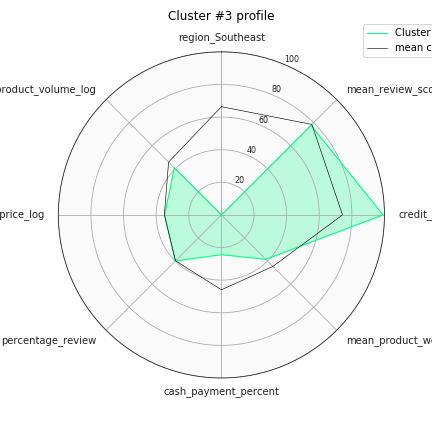 Cluster #3 profile
region_Southeast
Cluster
mean c
100
80
60
40
20
product_volume_log
mean_review_sco
price_log
credit_
percentage_review
mean_product_we
cash_payment_percent